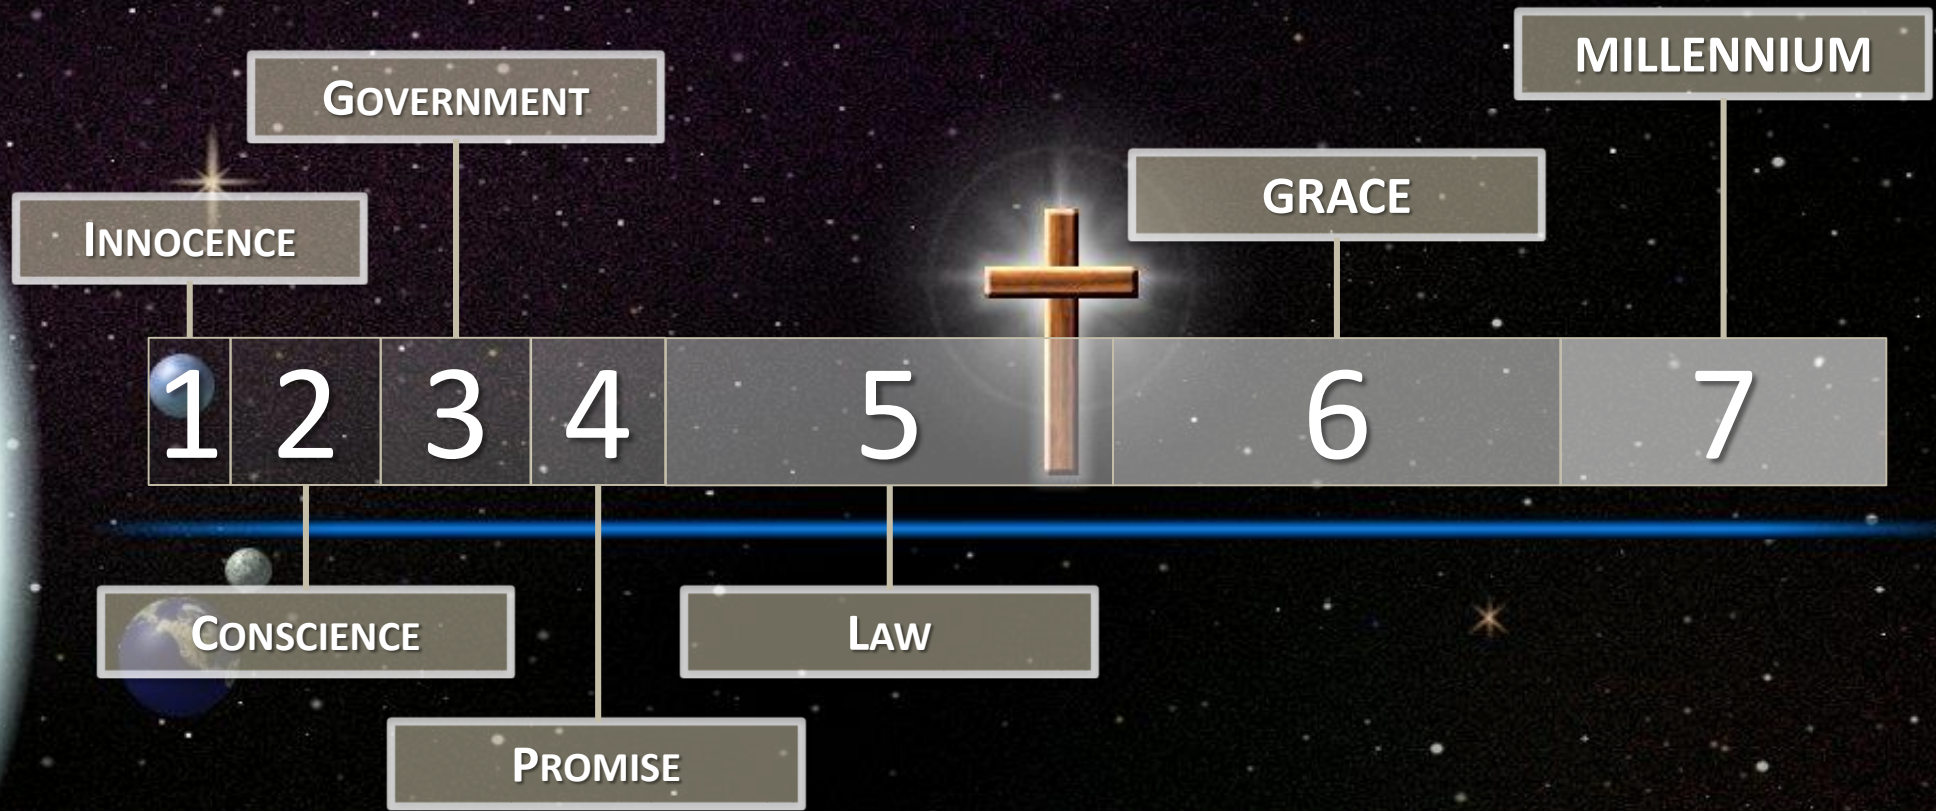 MILLENNIUM
GOVERNMENT
GRACE
INNOCENCE
1 2 3 4 5 6 7
CONSCIENCE
LAW
PROMISE